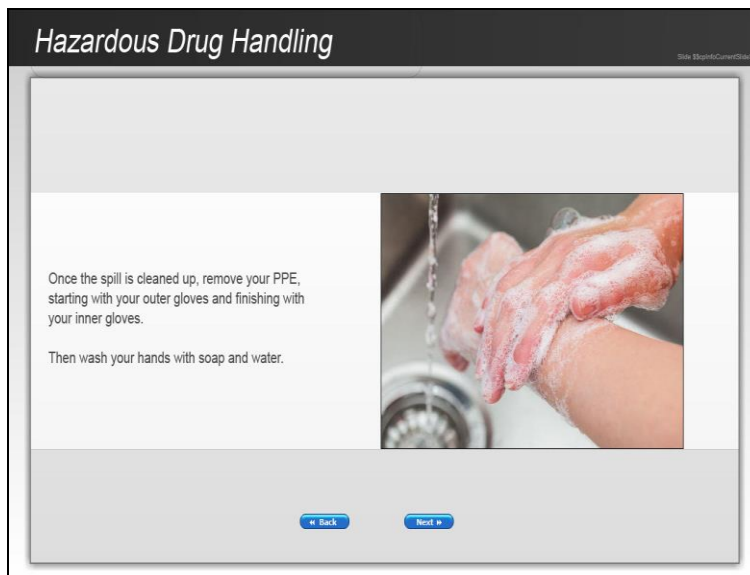 Hazardous Drug Handling
Slide $$cpInfoCurrentSlide
Once the spill is cleaned up, remove your PPE,
starting with your outer gloves and finishing with
your inner gloves.
Then wash your hands with soap and water.
Back
Next